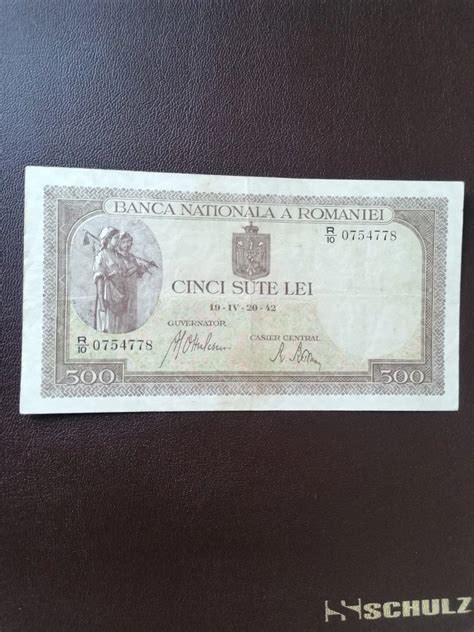 BANCA NATIONALA A ROMANIEI
R/10 0754778
CINCI SUTE LEI
19-IV-20-42
GUVERNATOR
CASIER CENTRAL
R/10 0754778
500
500
SCHULZ